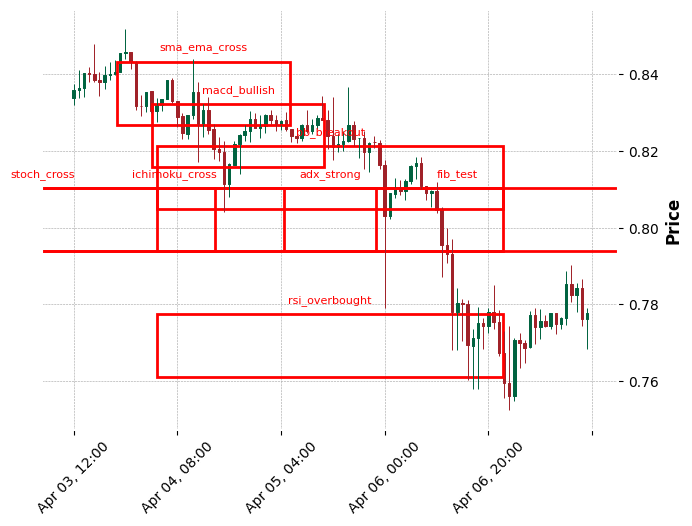 sma_ema_cross
macd_bullish
bb_breakout
stoch_cross
ichimoku_cross
adx_strong
fib_test
rsi_overbought
0.84
0.82
0.80
0.78
0.76
Price
Apr 03, 12:00
Apr 04, 08:00
Apr 05, 04:00
Apr 06, 00:00
Apr 06, 20:00